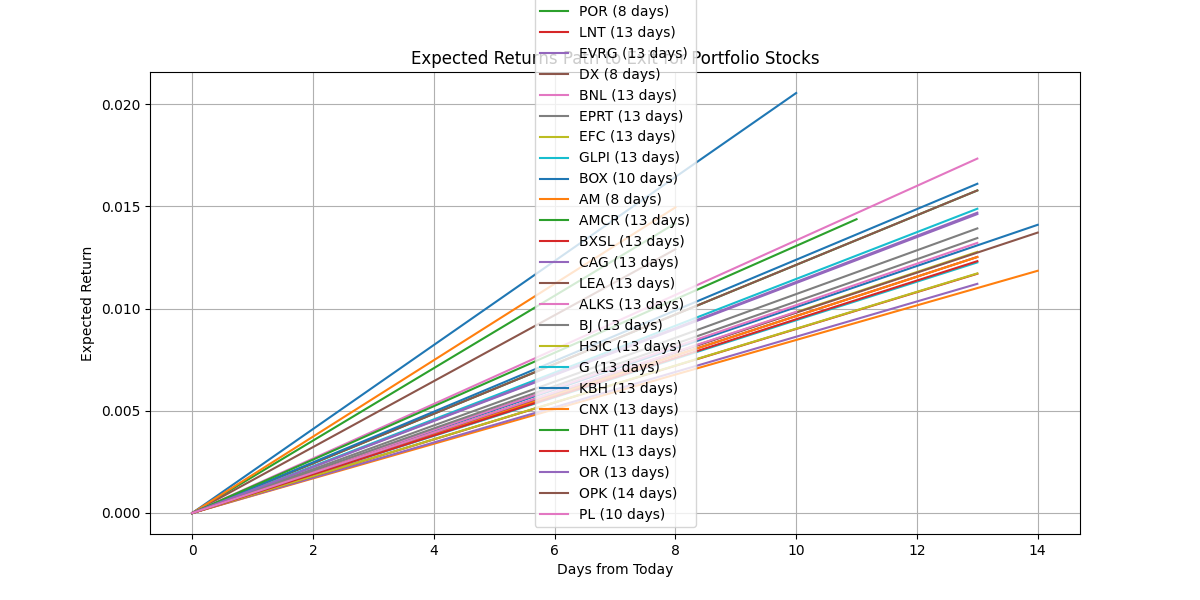 POR (8 days)
LNT (13 days)
EVRG (13 days)
Expected Returns Path to Exit for Portfolio Stocks
DX (8 days)
BNL (13 days)
EPRT (13 days)
EFC (13 days)
GLPI (13 days)
BOX (10 days)
AM (8 days)
AMCR (13 days)
BXSL (13 days)
CAG (13 days)
LEA (13 days)
ALKS (13 days)
BJ (13 days)
HSIC (13 days)
G (13 days)
KBH (13 days)
CNX (13 days)
DHT (11 days)
HXL (13 days)
OR (13 days)
OPK (14 days)
PL (10 days)
Expected Return
0.020
0.015
0.010
0.005
0.000
0 2 4 6 8 10 12 14
Days from Today